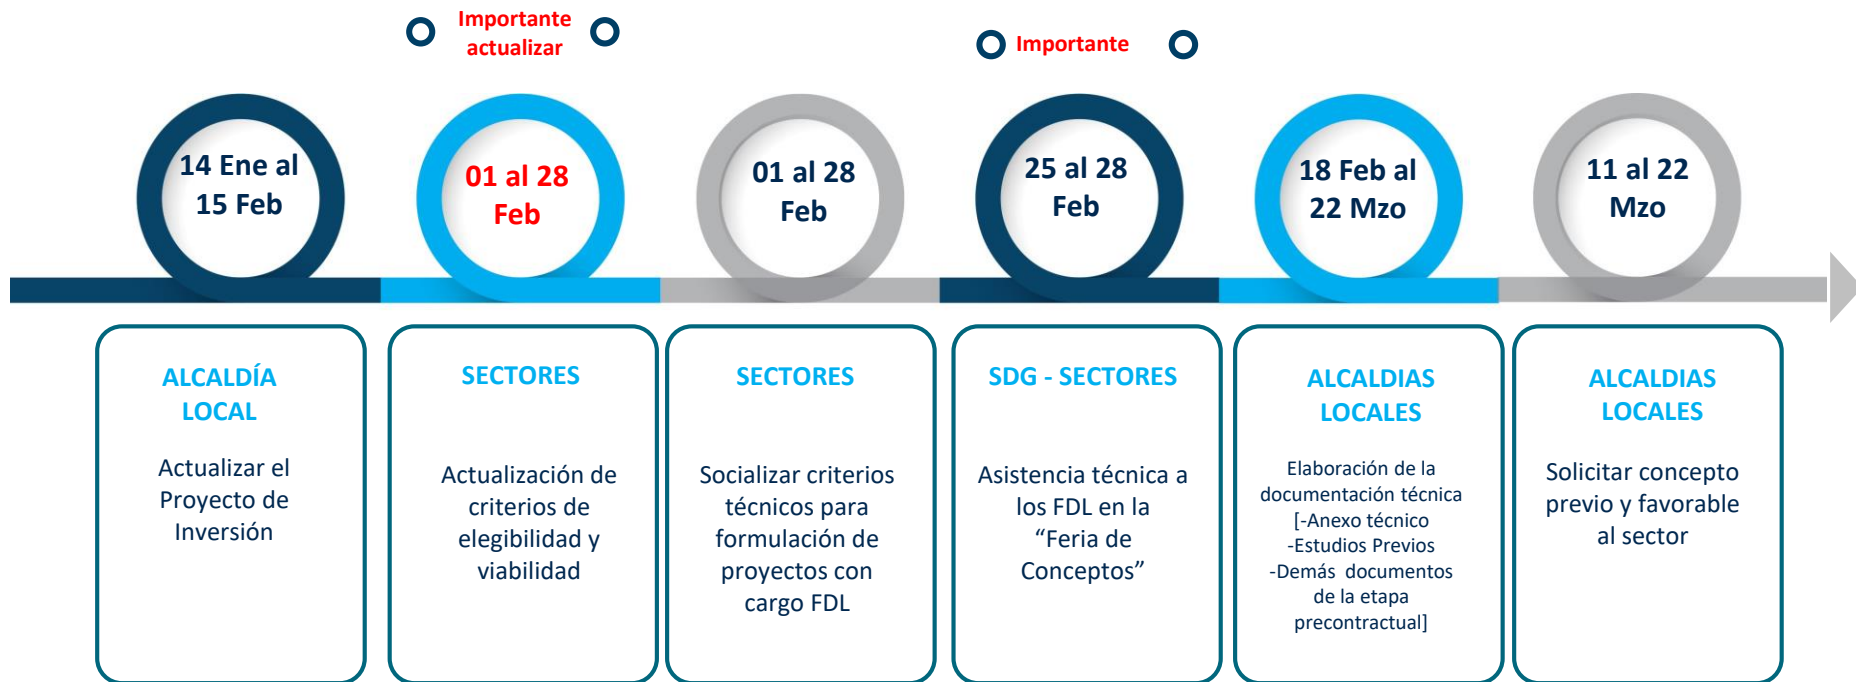 Importante
actualizar
Importante
14 Ene al
15 Feb
01 al 28
Feb
01 al 28
Feb
25 al 28
Feb
18 Feb al
22 Mzo
11 al 22
Mzo
ALCALDÍA
LOCAL
Actualizar el
Proyecto de
Inversión
SECTORES
Actualización de
criterios de
elegibilidad y
viabilidad
SECTORES
Socializar criterios
técnicos para
formulación de
proyectos con
cargo FDL
SDG - SECTORES
Asistencia técnica a
los FDL en la
“Feria de
Conceptos”
ALCALDIAS
LOCALES
Elaboración de la
documentación técnica
[-Anexo técnico
-Estudios Previos
-Demás documentos
de la etapa
precontractual]
ALCALDIAS
LOCALES
Solicitar concepto
previo y favorable
al sector